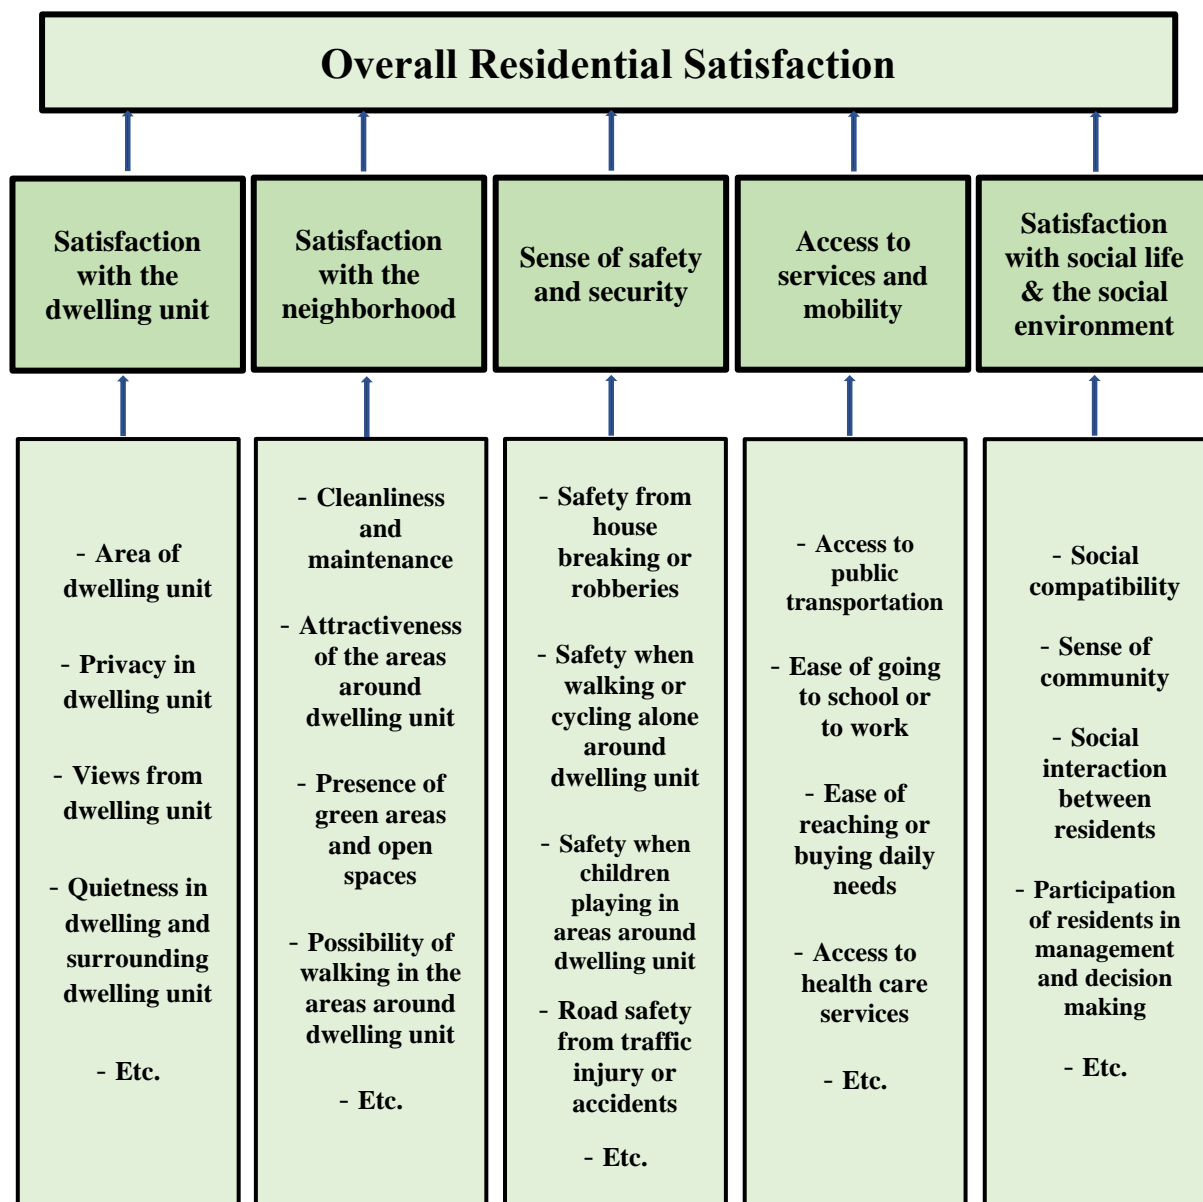 Overall Residential Satisfaction
Satisfaction
with the
dwelling unit
Satisfaction
with the
neighborhood
Sense of safety
and security
Access to
services and
mobility
Satisfaction
with social life
& the social
environment
- Area of
dwelling unit
- Privacy in
dwelling unit
- Views from
dwelling unit
- Quietness in
dwelling and
surrounding
dwelling unit
- Etc.
- Cleanliness
and
maintenance
- Attractiveness
of the areas
around
dwelling unit
- Presence of
green areas
and open
spaces
- Possibility of
walking in the
areas around
dwelling unit
- Etc.
- Safety from
house
breaking or
robberies
- Safety when
walking or
cycling alone
around
dwelling unit
- Safety when
children
playing in
areas around
dwelling unit
- Road safety
from traffic
injury or
accidents
- Etc.
- Access to
public
transportation
- Ease of going
to school or
to work
- Ease of
reaching or
buying daily
needs
- Access to
health care
services
- Etc.
- Social
compatibility
- Sense of
community
- Social
interaction
between
residents
- Participation
of residents in
management
and decision
making
- Etc.